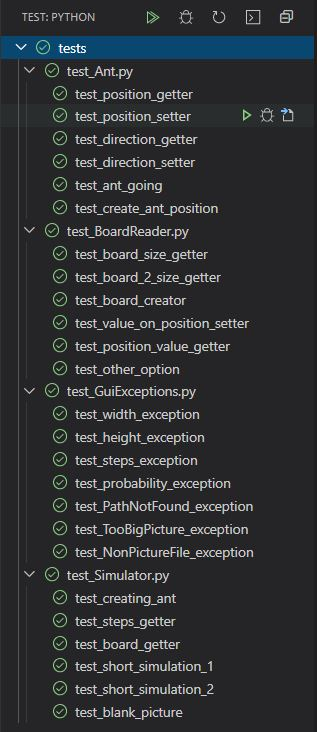 TEST: PYTHON
tests
test_Ant.py
test_position_getter
test_position_setter
test_direction_getter
test_direction_setter
test_ant_going
test_create_ant_position
test_BoardReader.py
test_board_size_getter
test_board_2_size_getter
test_board_creator
test_value_on_position_setter
test_position_value_getter
test_other_option
test_GuiExceptions.py
test_width_exception
test_height_exception
test_steps_exception
test_probability_exception
test_PathNotFound_exception
test_TooBigPicture_exception
test_NonPictureFile_exception
test_Simulator.py
test_creating_ant
test_steps_getter
test_board_getter
test_short_simulation_1
test_short_simulation_2
test_blank_picture